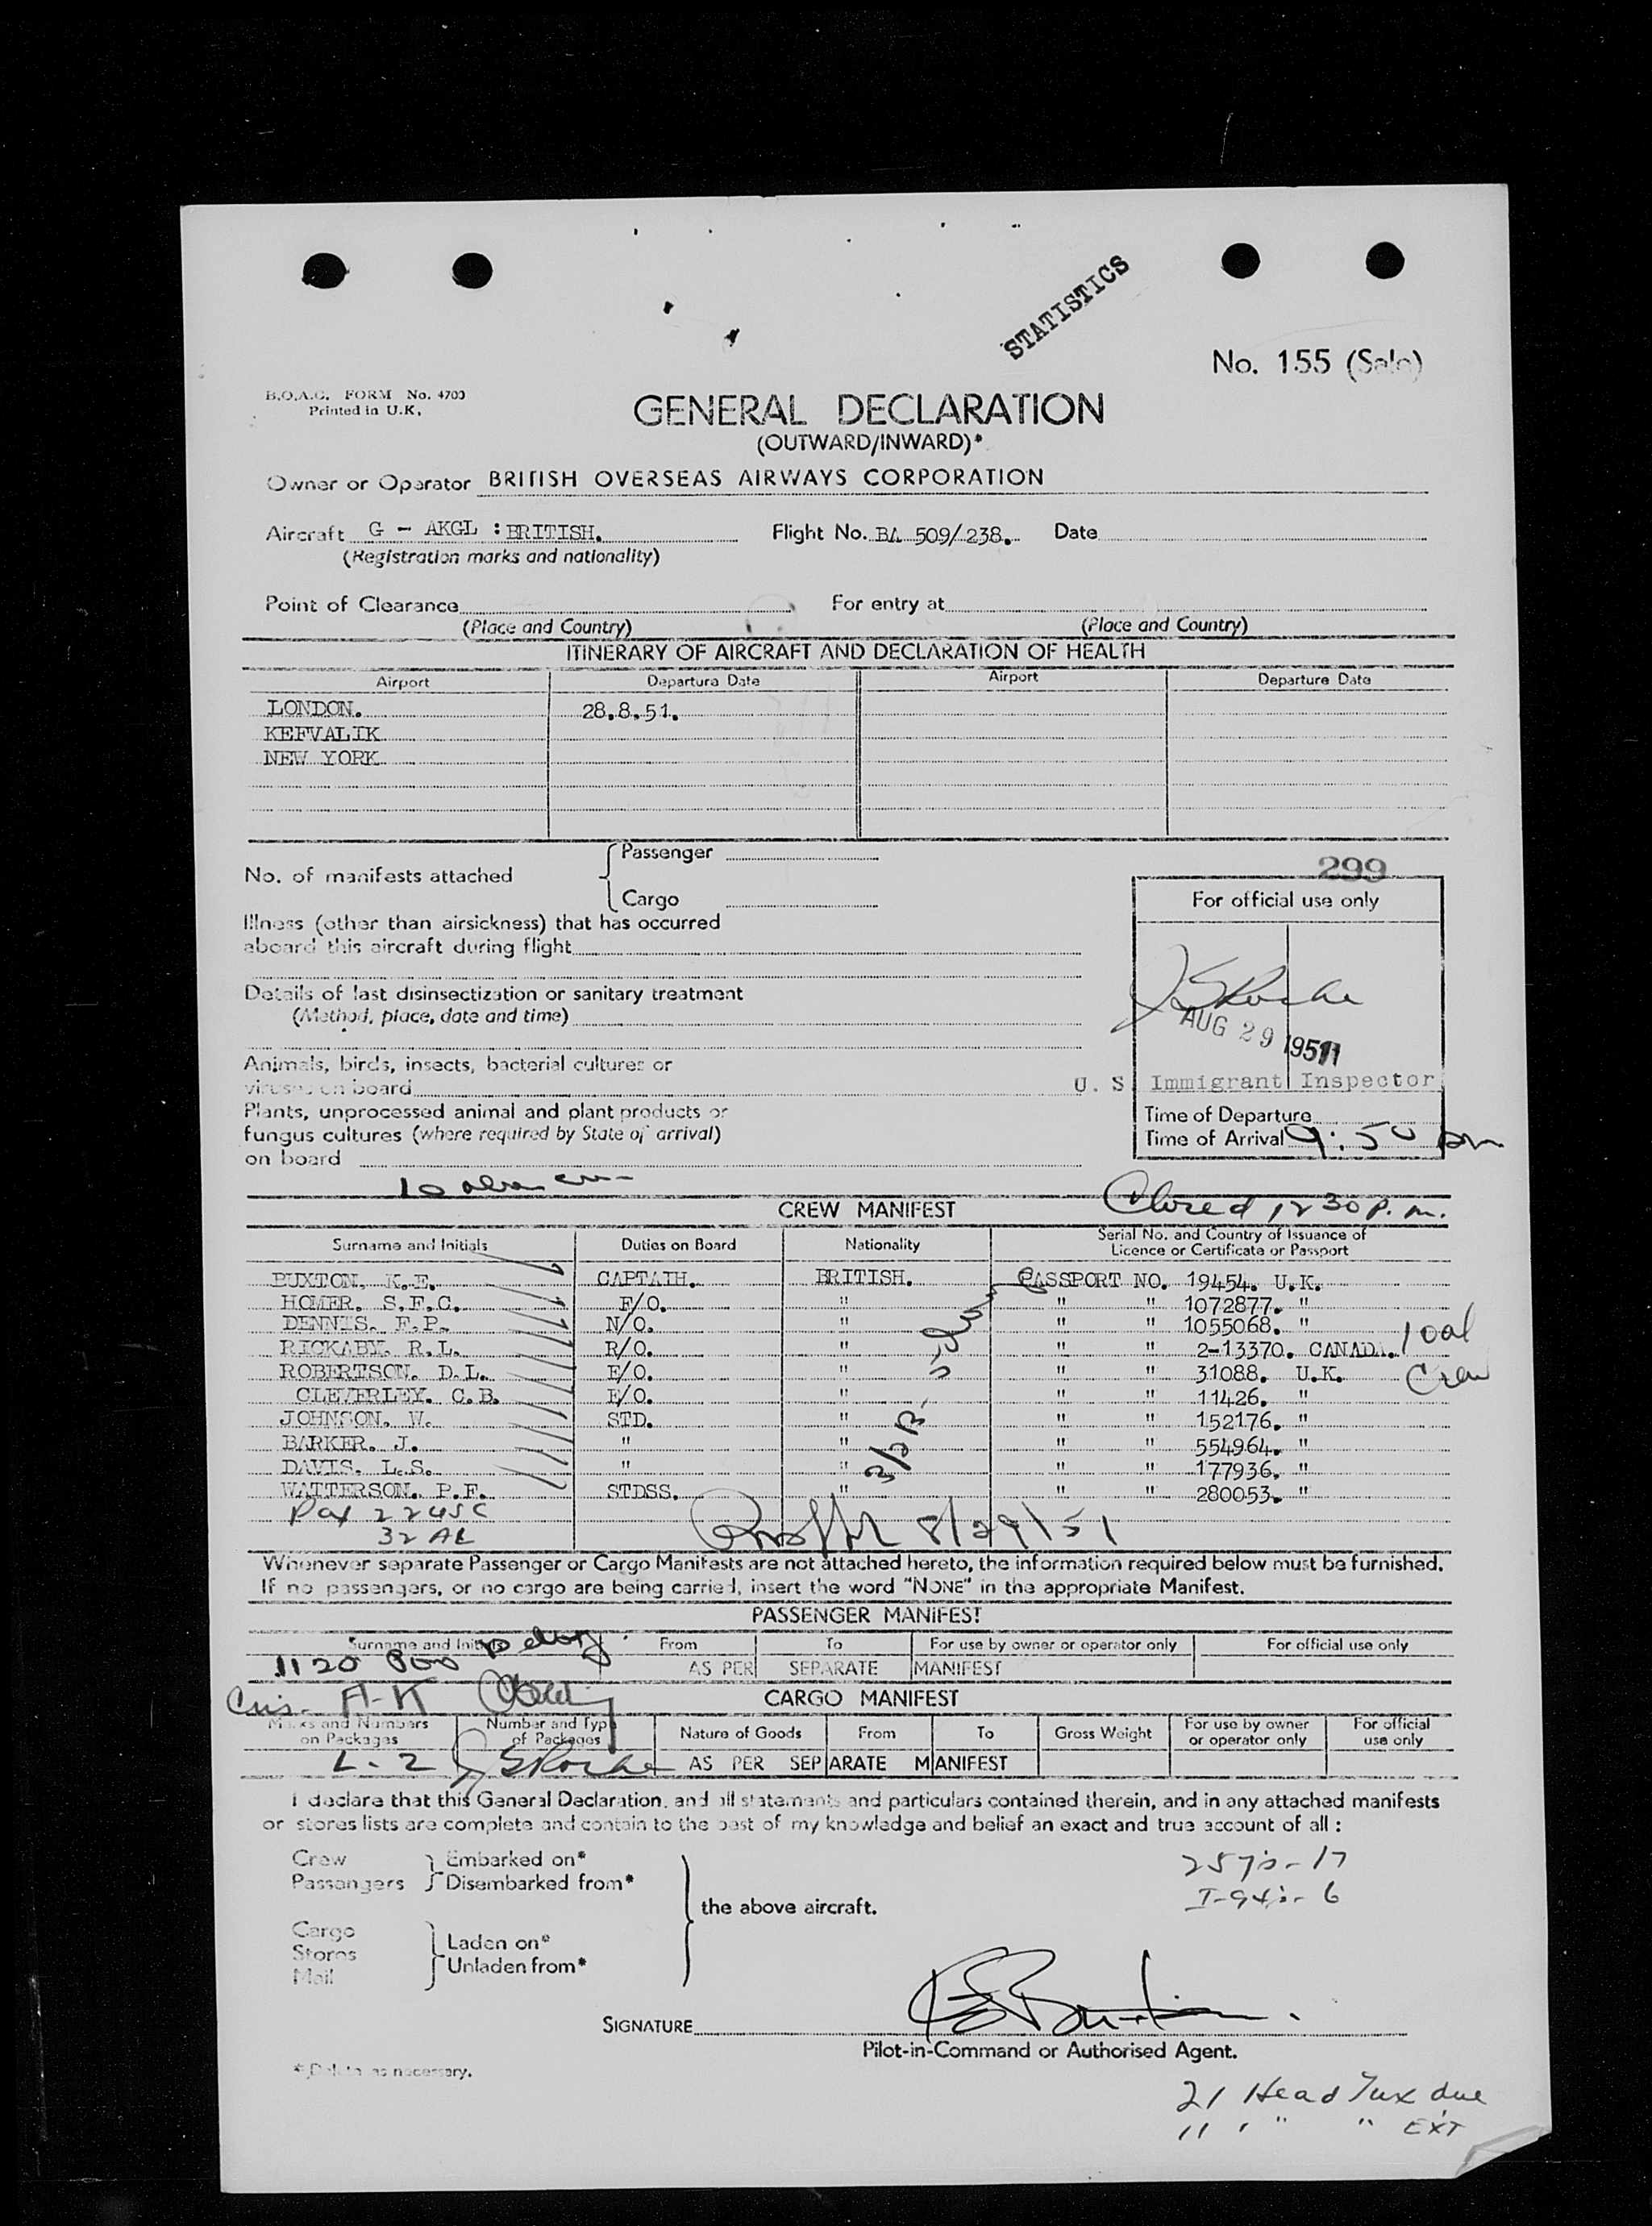 STATISTICS
No. 155 (Sale)
B.O.A.C. FORM No. 4700
Printed in U.K.
GENERAL DECLARATION
(OUTWARD/INWARD)*
Owner or Operator BRITISH OVERSEAS AIRWAYS CORPORATION
Aircraft G - AKGL : BRITISH. Flight No. BA 509/238. Date
(Registration marks and nationality)
Point of Clearance For entry at
(Place and Country) (Place and Country)
ITINERARY OF AIRCRAFT AND DECLARATION OF HEALTH
Airport Departure Date Airport Departure Date
LONDON. 28.8.51.
KEFVALIK
NEW YORK
No. of manifests attached { Passenger
Cargo
299
For official use only
Illness (other than airsickness) that has occurred
aboard this aircraft during flight
Details of last disinsectization or sanitary treatment
(Method, place, date and time)
AUG 29 1951
Animals, birds, insects, bacterial cultures or
viruses on board
U. S. Immigrant Inspector
Plants, unprocessed animal and plant products or
fungus cultures (where required by State of arrival)
on board
Time of Departure
Time of Arrival 9:50 am
10 alien crew
Closed 12 30 P.m.
CREW MANIFEST
Surname and Initials Duties on Board Nationality Serial No. and Country of Issuance of Licence or Certificate or Passport
BUXTON, K.E. CAPTAIH. BRITISH. PASSPORT NO. 19454. U.K.
HOMER. S.F.C. F/O. " " " 1072877. "
DENNIS. F.P. N/O. " " " 1055068. "
RICKABY. R.L. R/O. " " " 2-13370. CANADA.
ROBERTSON. D.L. E/O. " " " 31088. U.K.
CLEVERLEY. C.B. E/O. " " " 11426. "
JOHNSON. W. STD. " " " 152176. "
BARKER. J. " " " " 554964. "
DAVIS. L.S. " " " " 177936. "
WATTERSON. P.F. STDSS. " " " 280053. "
10 al
Crew
Pax 22 USC
32 AL
8/29/51
Whenever separate Passenger or Cargo Manifests are not attached hereto, the information required below must be furnished.
If no passengers, or no cargo are being carried, insert the word "NONE" in the appropriate Manifest.
PASSENGER MANIFEST
Surname and Initials From To For use by owner or operator only For official use only
AS PER SEPARATE MANIFEST
1120
A-K
CARGO MANIFEST
Marks and Numbers on Packages Number and Type of Packages Nature of Goods From To Gross Weight For use by owner or operator only For official use only
L-Z
AS PER SEPARATE MANIFEST
I declare that this General Declaration, and all statements and particulars contained therein, and in any attached manifests
or stores lists are complete and contain to the best of my knowledge and belief an exact and true account of all :
Crew } Embarked on*
Passengers } Disembarked from*
the above aircraft.
Cargo
Stores } Laden on*
Mail } Unladen from*
257's - 17
I-94's - 6
SIGNATURE
Pilot-in-Command or Authorised Agent.
* Delete as necessary.
21 Head Tax due
11 " " " EXT